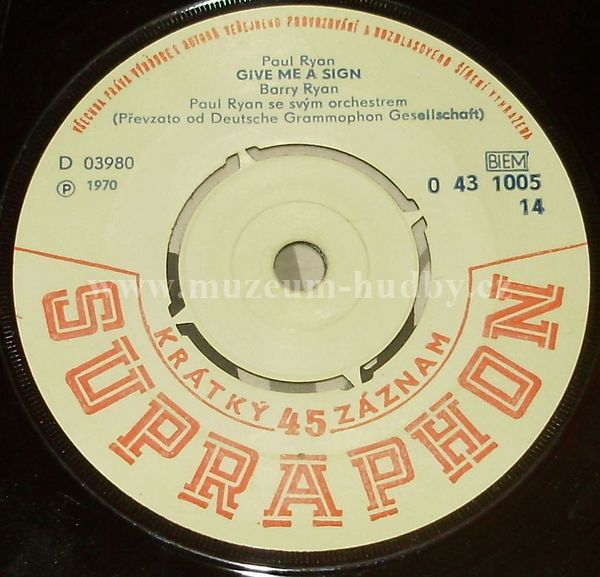 VŠECHNA PRÁVA VÝROBCE I AUTORA VEŘEJNÉHO PROVOZOVÁNÍ A ROZHLASOVÉHO ŠÍŘENÍ VYHRAZENA
Paul Ryan
GIVE ME A SIGN
Barry Ryan
Paul Ryan se svým orchestrem
(Převzato od Deutsche Grammophon Gesellschaft)
D 03980
Ⓟ 1970
BIEM
0 43 1005
14
www.muzeum-hudby.cz
KRÁTKÝ 45 ZÁZNAM
SUPRAPHON